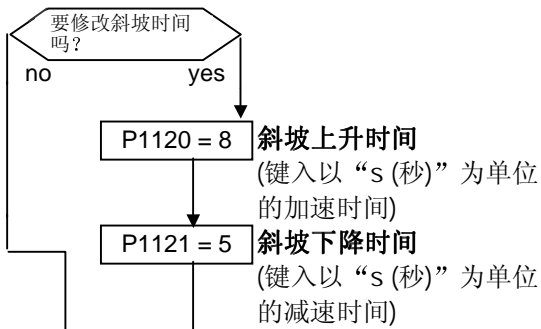 要修改斜坡时间
吗？
no
yes
P1120 = 8
斜坡上升时间
(键入以“s (秒)”为单位
的加速时间)
P1121 = 5
斜坡下降时间
(键入以“s (秒)”为单位
的减速时间)